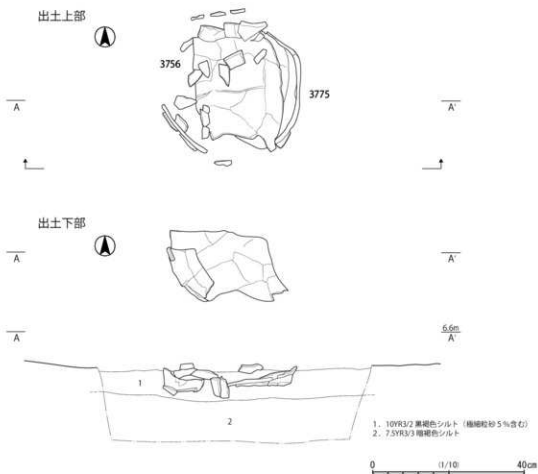 出土上部
3756
3775
A A'
出土下部
A A'
6.6m
A A'
1
2
1. 10YR3/2 黒褐色シルト（極細粒砂５％含む）
2. 7.5YR3/3 暗褐色シルト
0 (1/10) 40cm